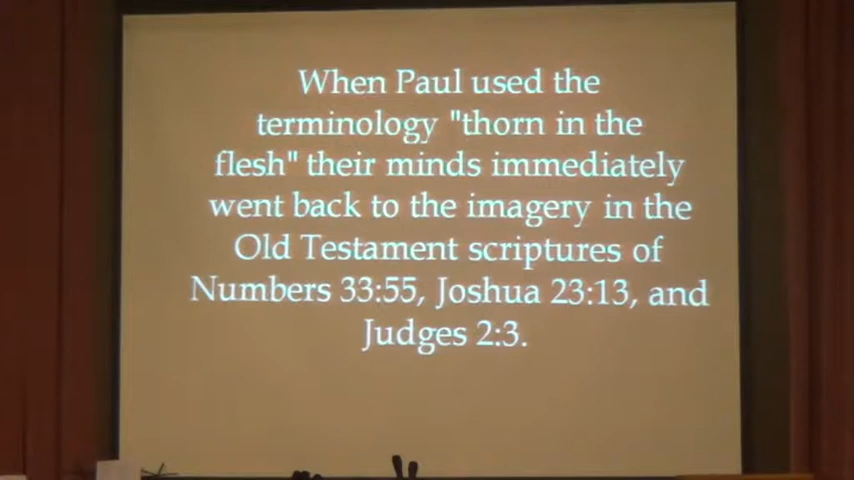 When Paul used the
terminology "thorn in the
flesh" their minds immediately
went back to the imagery in the
Old Testament scriptures of
Numbers 33:55, Joshua 23:13, and
Judges 2:3.